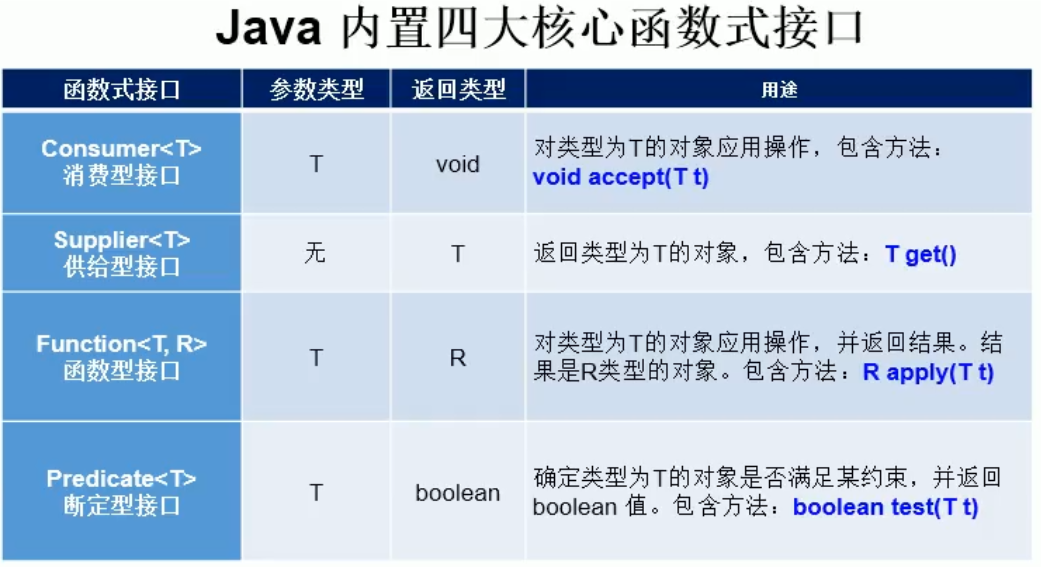 Java 内置四大核心函数式接口
函数式接口 参数类型 返回类型 用途
Consumer<T>
消费型接口
T
void
对类型为T的对象应用操作，包含方法：
void accept(T t)
Supplier<T>
供给型接口
无
T
返回类型为T的对象，包含方法：T get()
Function<T, R>
函数型接口
T
R
对类型为T的对象应用操作，并返回结果。结
果是R类型的对象。包含方法：R apply(T t)
Predicate<T>
断定型接口
T
boolean
确定类型为T的对象是否满足某约束，并返回
boolean 值。包含方法：boolean test(T t)